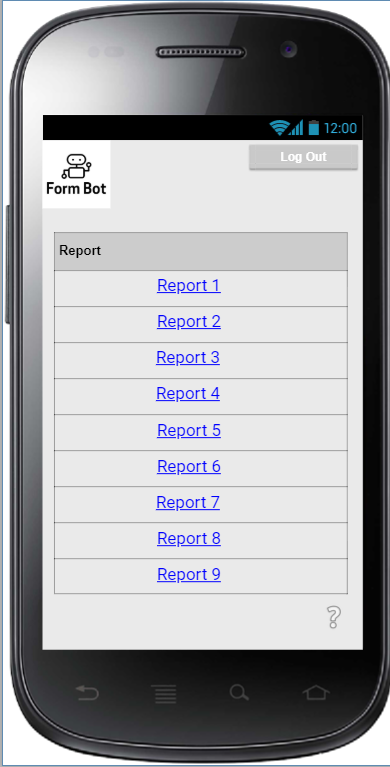 12:00
Log Out
Form Bot
Report
Report 1
Report 2
Report 3
Report 4
Report 5
Report 6
Report 7
Report 8
Report 9
?